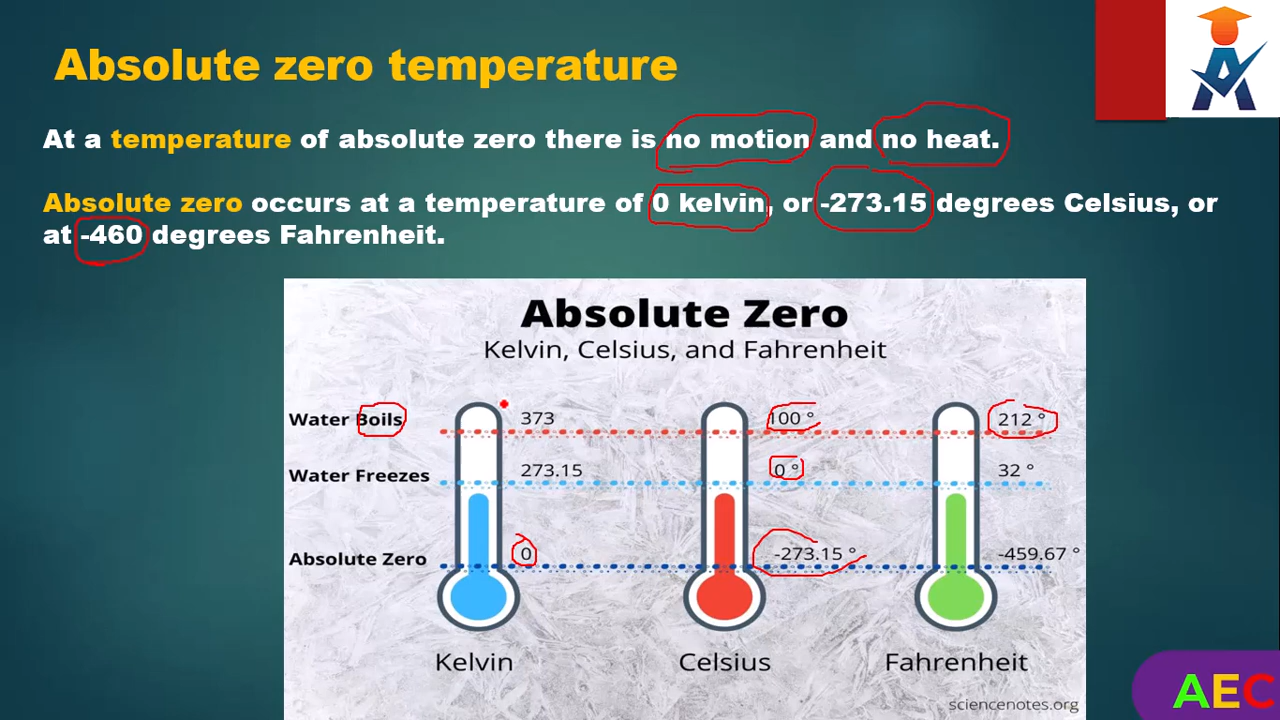 Absolute zero temperature
At a temperature of absolute zero there is no motion and no heat.
Absolute zero occurs at a temperature of 0 kelvin, or -273.15 degrees Celsius, or
at -460 degrees Fahrenheit.
Absolute Zero
Kelvin, Celsius, and Fahrenheit
Water Boils 373 100 ° 212 °
Water Freezes 273.15 0 ° 32 °
Absolute Zero 0 -273.15 ° -459.67 °
Kelvin Celsius Fahrenheit
sciencenotes.org
AEC